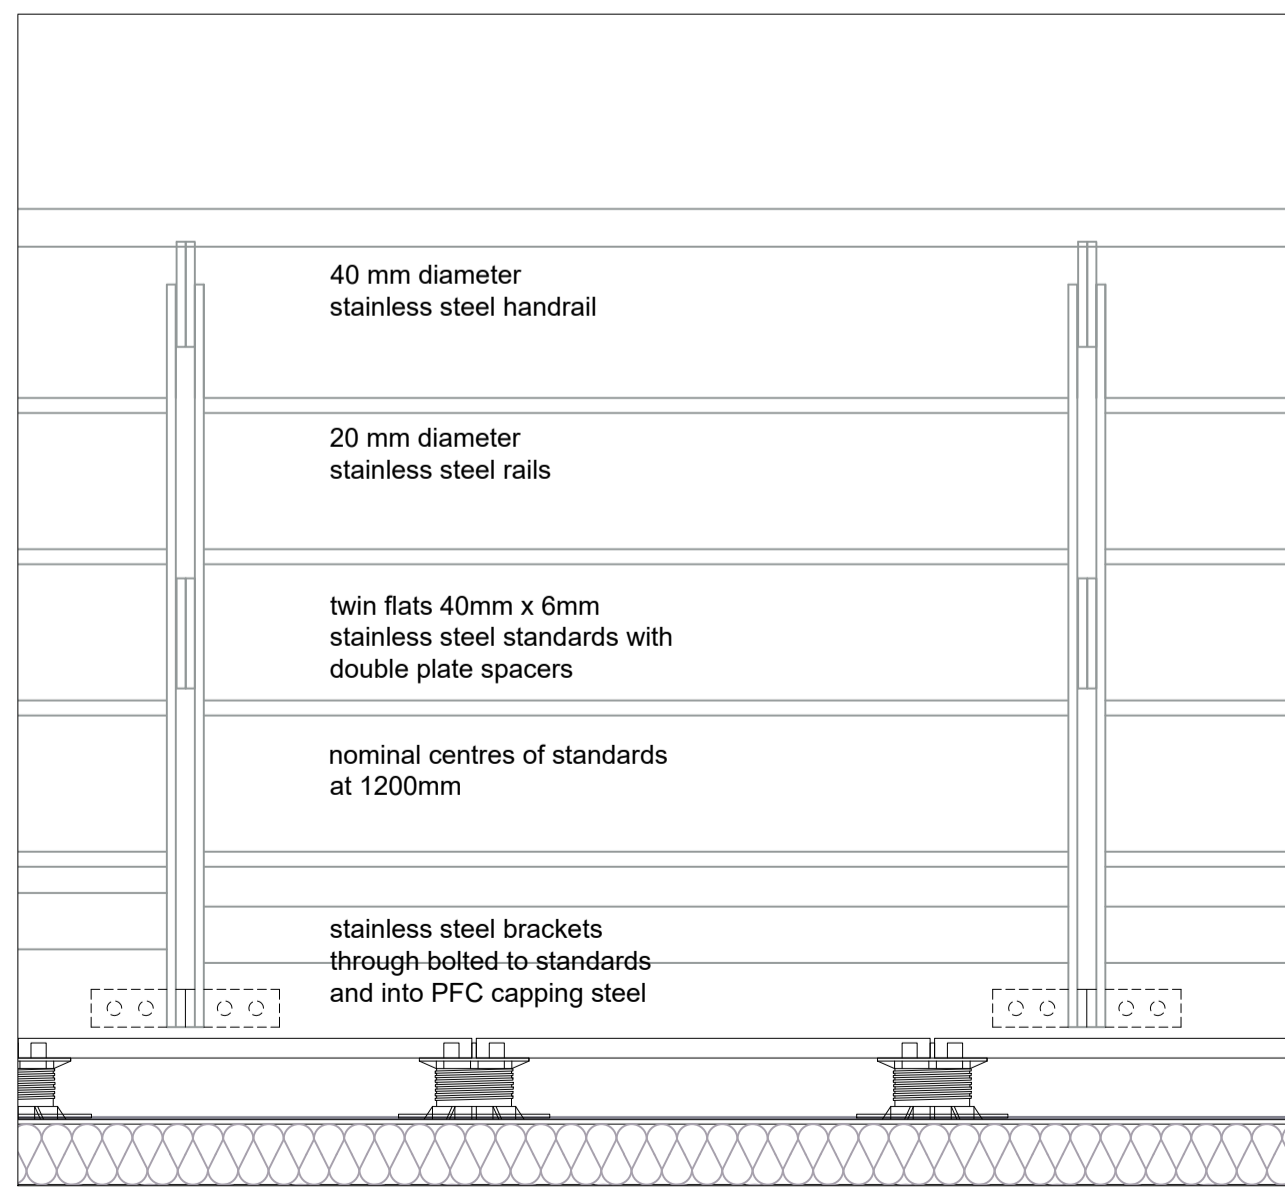 40 mm diameter
stainless steel handrail
20 mm diameter
stainless steel rails
twin flats 40mm x 6mm
stainless steel standards with
double plate spacers
nominal centres of standards
at 1200mm
stainless steel brackets
through bolted to standards
and into PFC capping steel